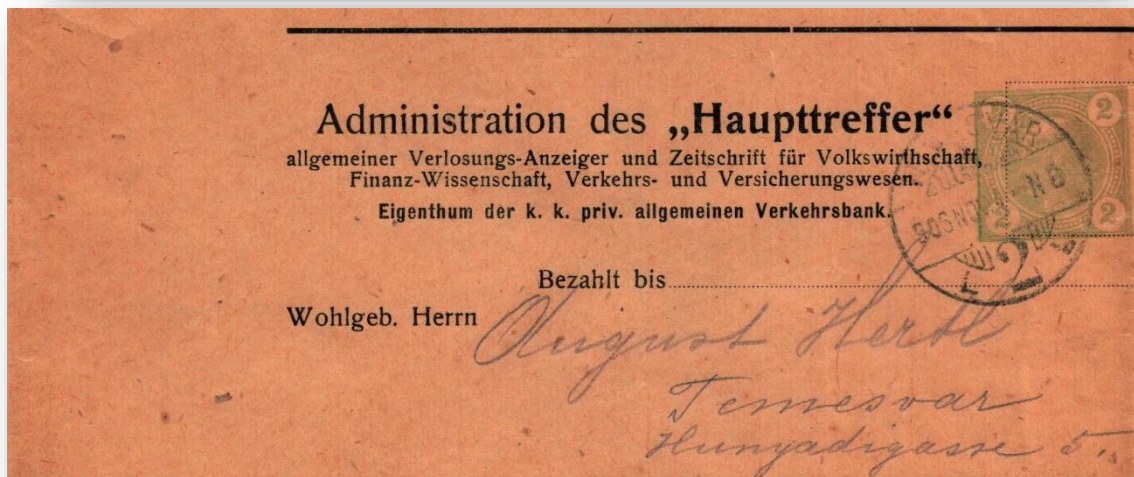 Administration des „Haupttreffer“
allgemeiner Verlosungs-Anzeiger und Zeitschrift für Volkswirthschaft,
Finanz-Wissenschaft, Verkehrs- und Versicherungswesen.
Eigenthum der k. k. priv. allgemeinen Verkehrsbank.
Bezahlt bis
Wohlgeb. Herrn August Hertl
Temesvar
Hunyadigasse 5.
2
2
2
2